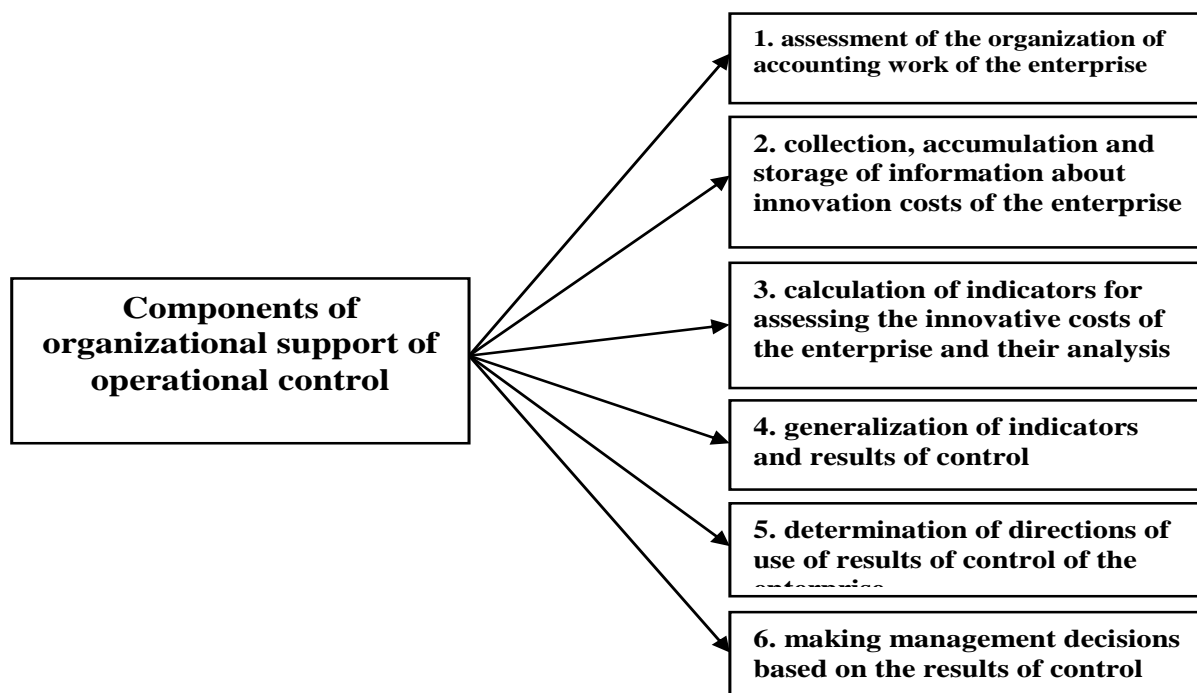 1. assessment of the organization of
accounting work of the enterprise
2. collection, accumulation and
storage of information about
innovation costs of the enterprise
Components of
organizational support of
operational control
3. calculation of indicators for
assessing the innovative costs of
the enterprise and their analysis
4. generalization of indicators
and results of control
5. determination of directions of
use of results of control of the
enterprise
6. making management decisions
based on the results of control